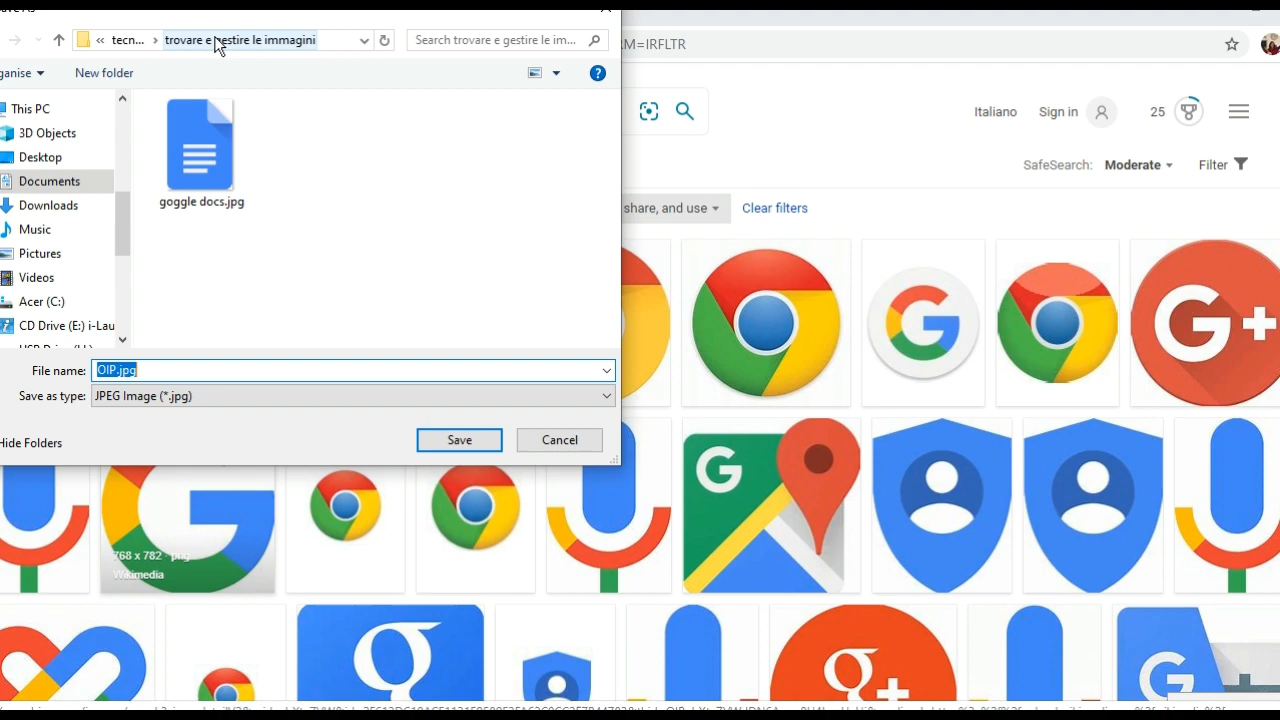 tecn... trovare e gestire le immagini Search trovare e gestire le im...
M=IRFLTR
ganise New folder
This PC
3D Objects
Desktop
Documents
Downloads
Music
Pictures
Videos
Acer (C:)
CD Drive (E:) i-Lau
goggle docs.jpg
File name: OIP.jpg
Save as type: JPEG Image (*.jpg)
Hide Folders Save Cancel
Italiano Sign in 25
SafeSearch: Moderate Filter
share, and use Clear filters
768 x 782 · png
Wikimedia